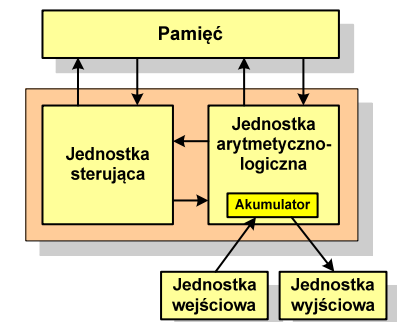 Pamięć
Jednostka
sterująca
Jednostka
arytmetyczno-
logiczna
Akumulator
Jednostka
wejściowa
Jednostka
wyjściowa